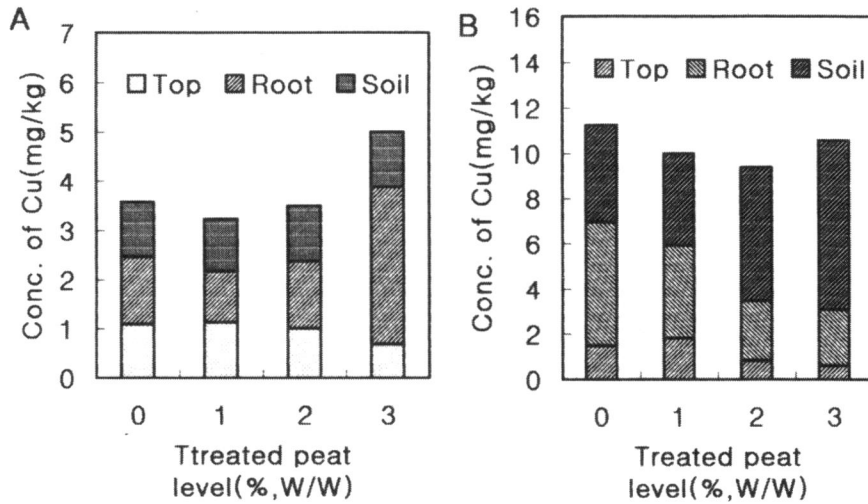 A
Conc. of Cu(mg/kg)
7
6
5
4
3
2
1
0
Top Root Soil
0 1 2 3
Ttreated peat
level(%,W/W)
B
Conc. of Cu(mg/kg)
16
14
12
10
8
6
4
2
0
Top Root Soil
0 1 2 3
Treated peat
level(%,W/W)